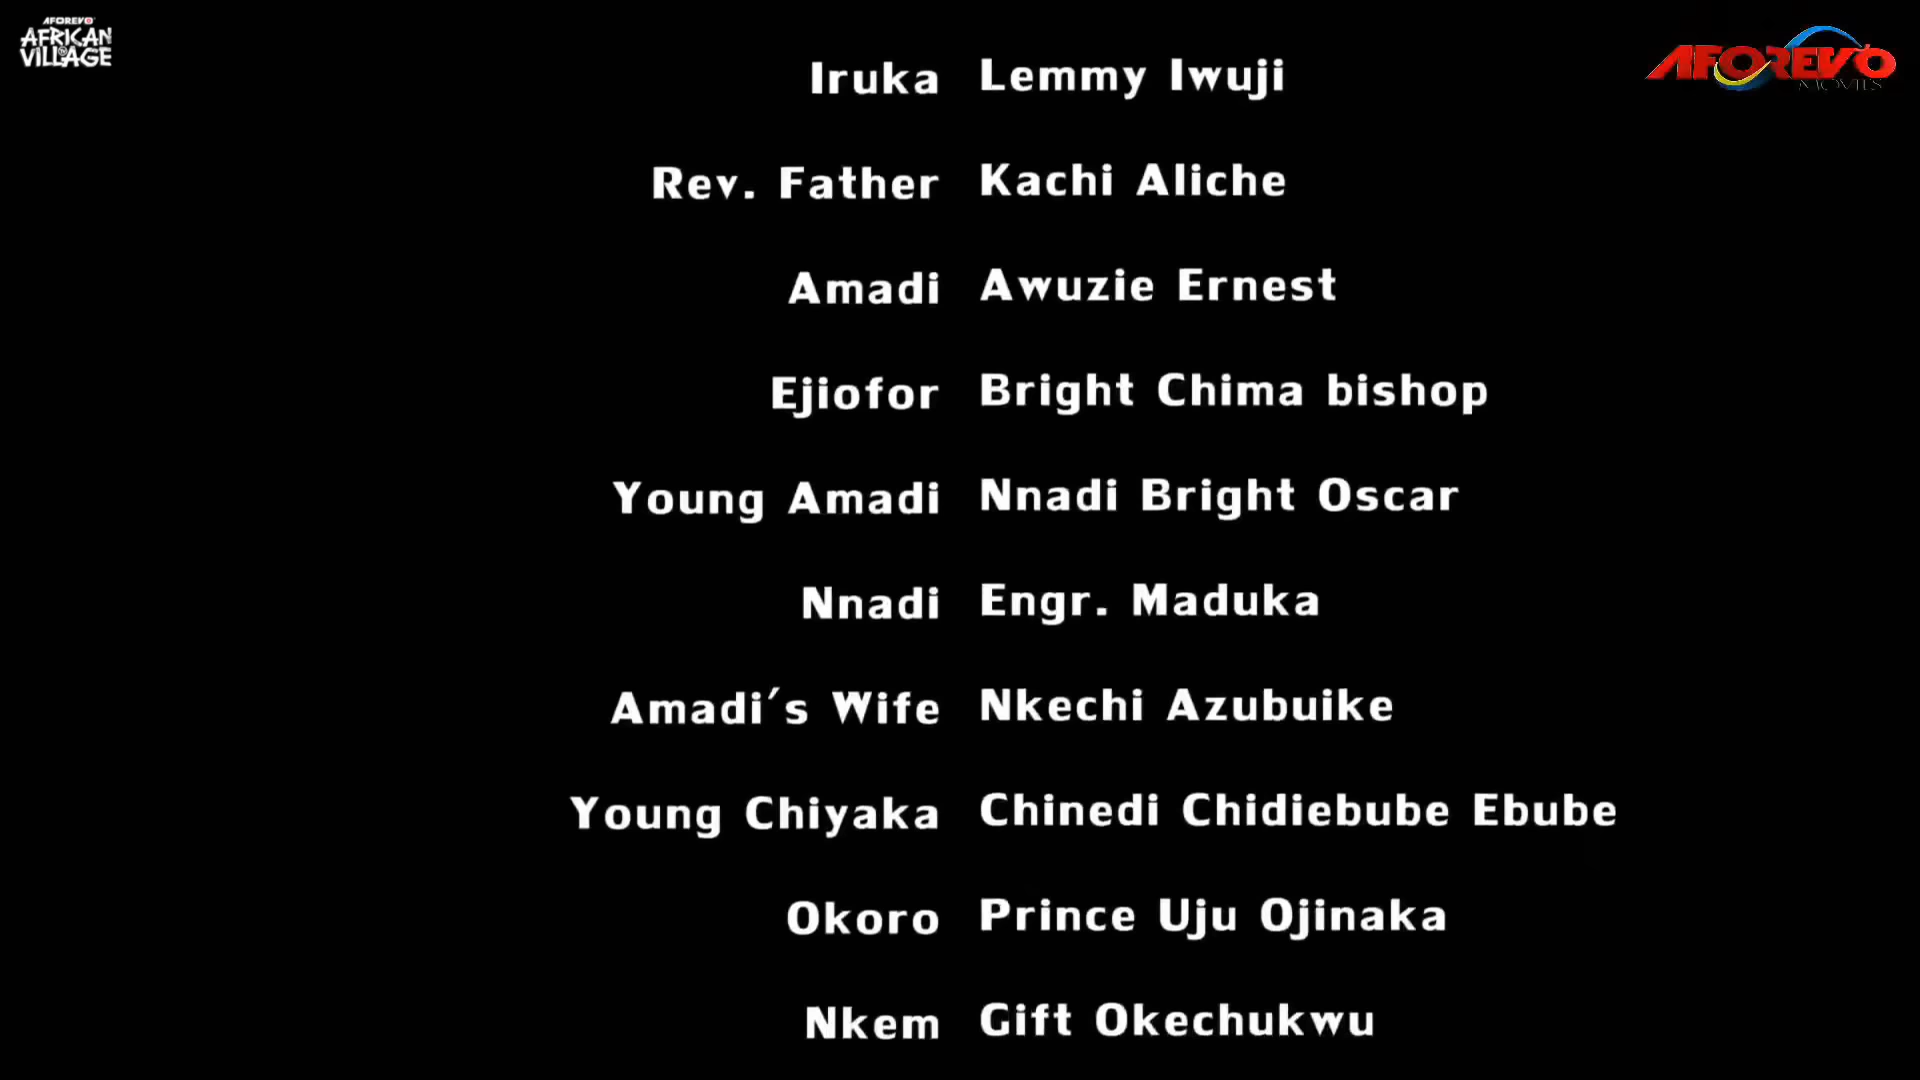 AFOREVO
AFRICAN
VILLAGE
AFOREVO
MOVIES
Iruka Lemmy Iwuji
Rev. Father Kachi Aliche
Amadi Awuzie Ernest
Ejiofor Bright Chima bishop
Young Amadi Nnadi Bright Oscar
Nnadi Engr. Maduka
Amadi's Wife Nkechi Azubuike
Young Chiyaka Chinedi Chidiebube Ebube
Okoro Prince Uju Ojinaka
Nkem Gift Okechukwu